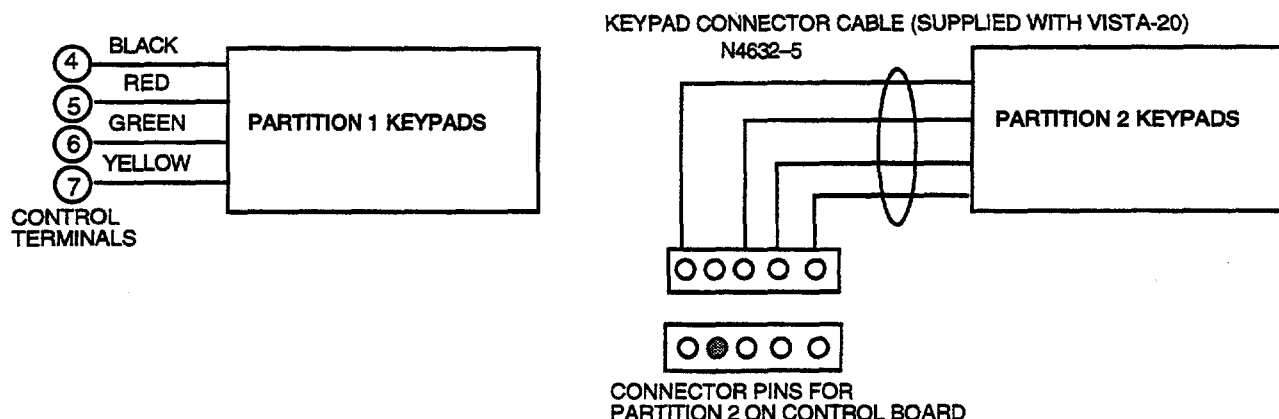 4
BLACK
5
RED
6
GREEN
7
YELLOW
CONTROL
TERMINALS
PARTITION 1 KEYPADS
KEYPAD CONNECTOR CABLE (SUPPLIED WITH VISTA-20)
N4632-5
PARTITION 2 KEYPADS
CONNECTOR PINS FOR
PARTITION 2 ON CONTROL BOARD